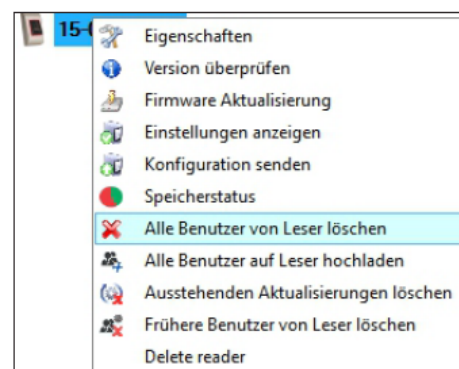 15-
Eigenschaften
Version überprüfen
Firmware Aktualisierung
Einstellungen anzeigen
Konfiguration senden
Speicherstatus
Alle Benutzer von Leser löschen
Alle Benutzer auf Leser hochladen
Ausstehenden Aktualisierungen löschen
Frühere Benutzer von Leser löschen
Delete reader